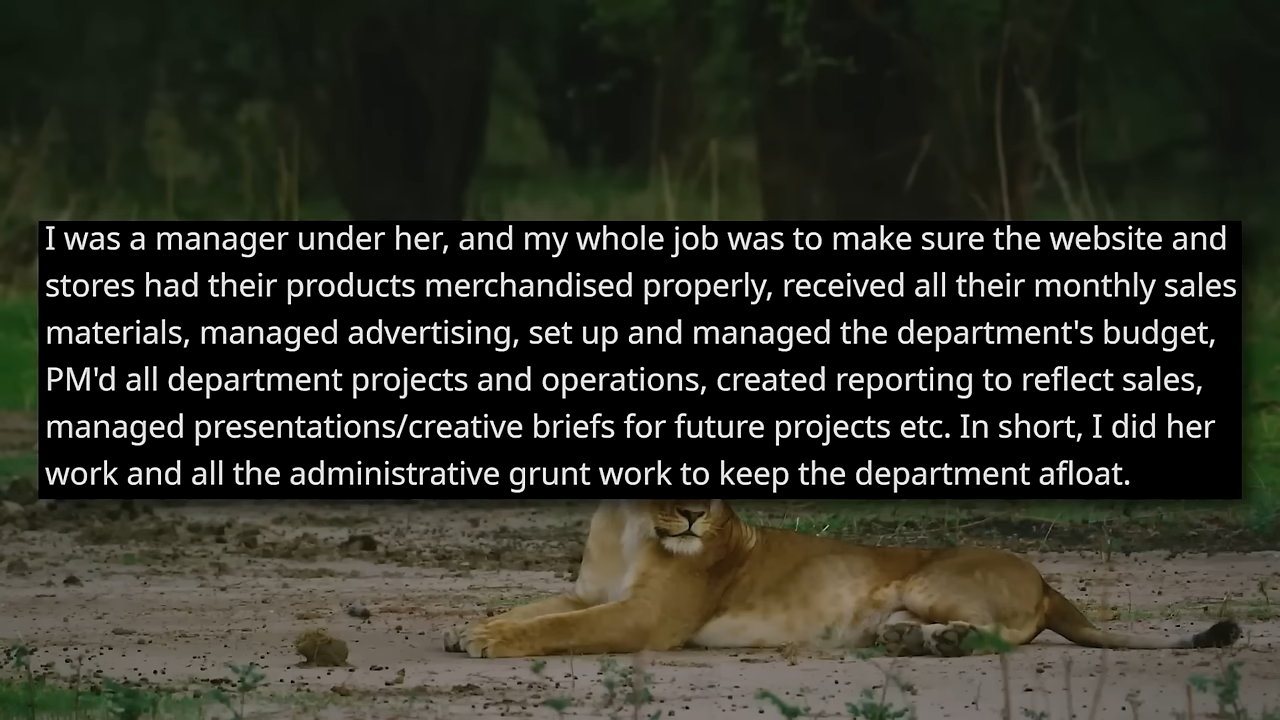 I was a manager under her, and my whole job was to make sure the website and
stores had their products merchandised properly, received all their monthly sales
materials, managed advertising, set up and managed the department's budget,
PM'd all department projects and operations, created reporting to reflect sales,
managed presentations/creative briefs for future projects etc. In short, I did her
work and all the administrative grunt work to keep the department afloat.